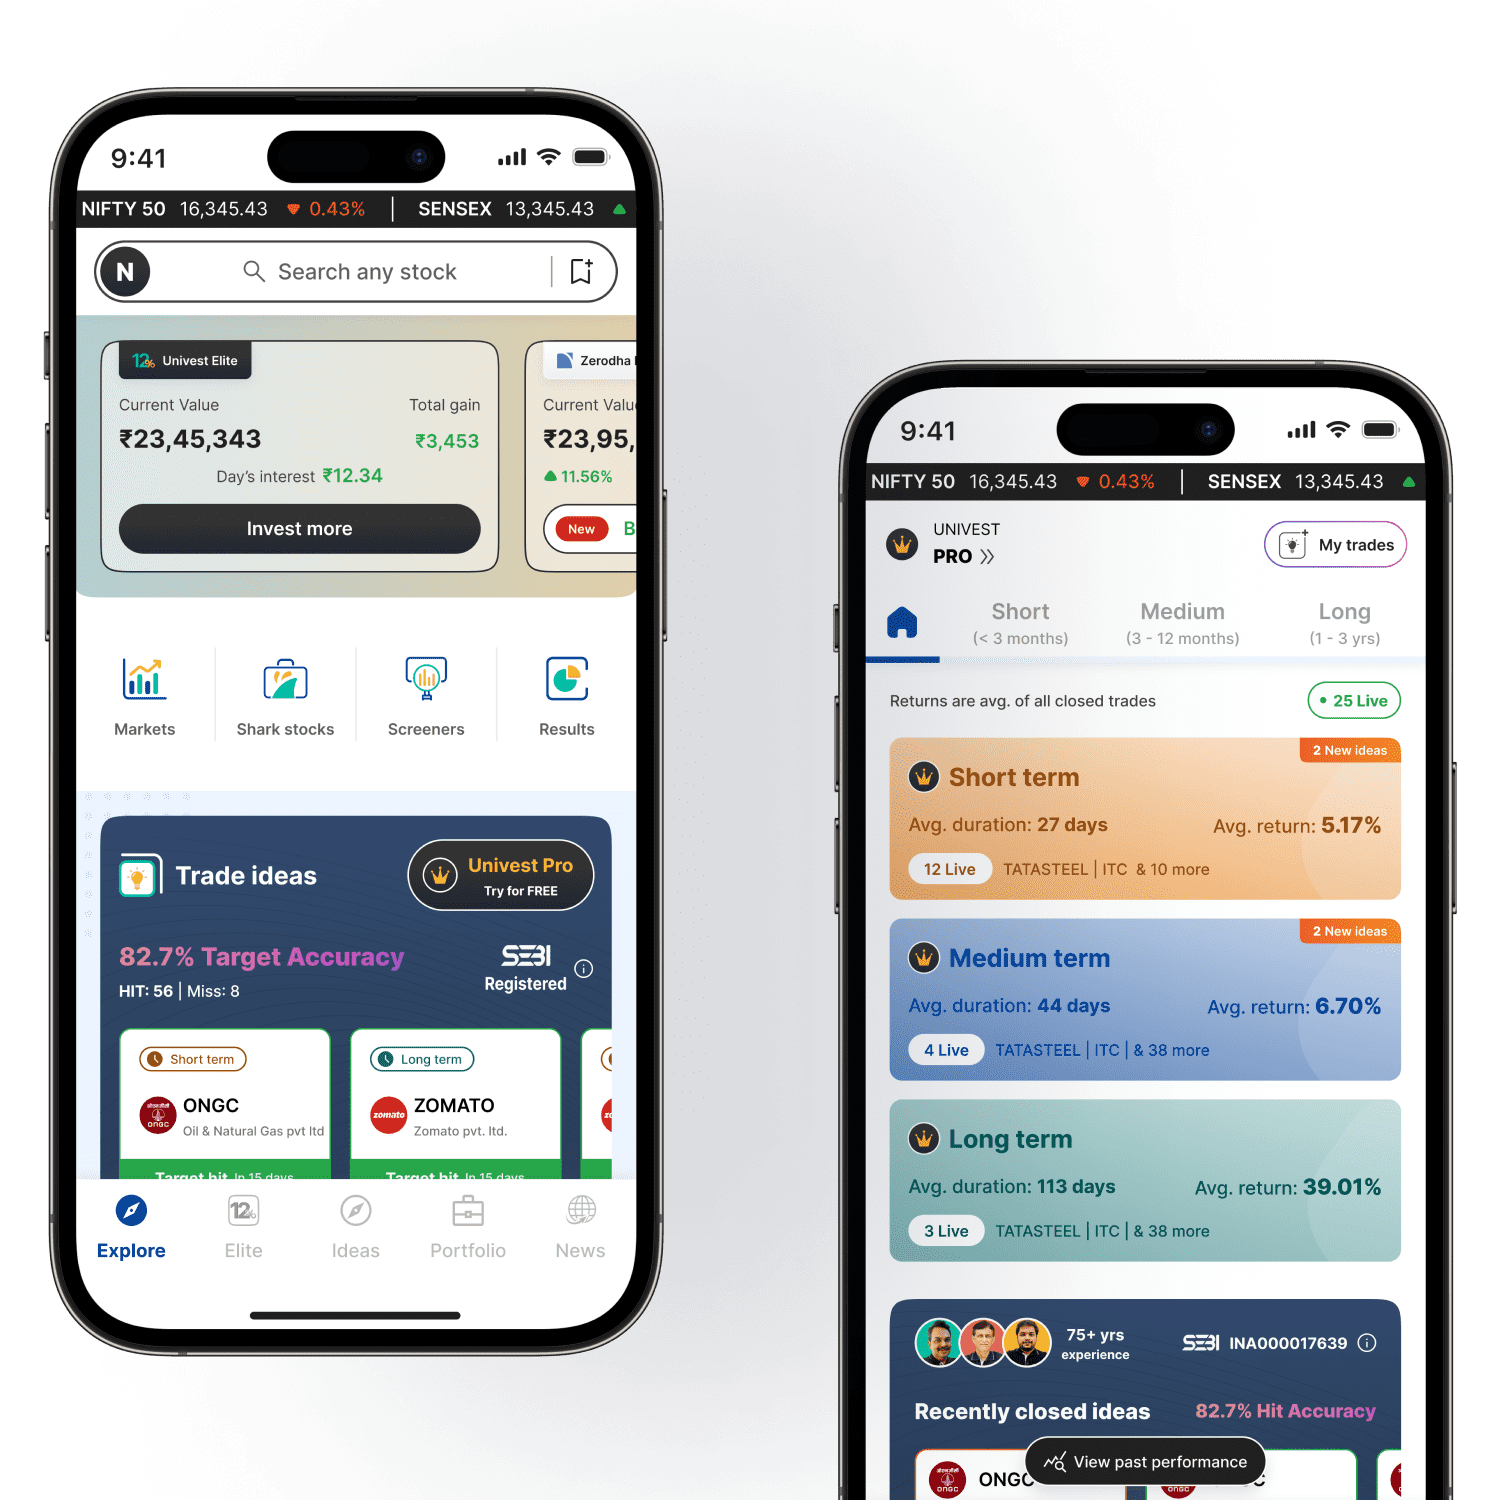 9:41
NIFTY 50 16,345.43 0.43% | SENSEX 13,345.43
N Search any stock
12% Univest Elite
Current Value Total gain
₹23,45,343 ₹3,453
Day's interest ₹12.34
Invest more
Zerodha
Current Valu
₹23,95,
11.56%
New B
Markets Shark stocks Screeners Results
Trade ideas
Univest Pro
Try for FREE
82.7% Target Accuracy
HIT: 56 | Miss: 8
SEBI
Registered
Short term
ONGC
ONGC
Oil & Natural Gas pvt ltd
Target hit In 15 days
Long term
zomato
ZOMATO
Zomato pvt. ltd.
Target hit In 15 days
12%
Explore Elite Ideas Portfolio News
9:41
NIFTY 50 16,345.43 0.43% | SENSEX 13,345.43
UNIVEST
PRO
My trades
Short Medium Long
(< 3 months) (3 - 12 months) (1 - 3 yrs)
Returns are avg. of all closed trades
25 Live
2 New ideas
Short term
Avg. duration: 27 days Avg. return: 5.17%
12 Live TATASTEEL | ITC & 10 more
2 New ideas
Medium term
Avg. duration: 44 days Avg. return: 6.70%
4 Live TATASTEEL | ITC | & 38 more
Long term
Avg. duration: 113 days Avg. return: 39.01%
3 Live TATASTEEL | ITC | & 38 more
75+ yrs
experience
SEBI INA000017639
Recently closed ideas 82.7% Hit Accuracy
View past performance
ONGC
ONGC
ONGC